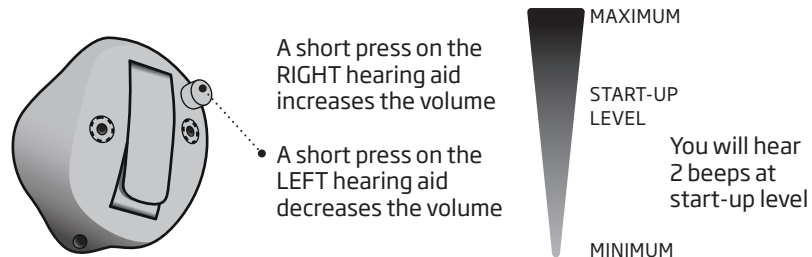 A short press on the
RIGHT hearing aid
increases the volume
A short press on the
LEFT hearing aid
decreases the volume
MAXIMUM
START-UP
LEVEL
You will hear
2 beeps at
start-up level
MINIMUM